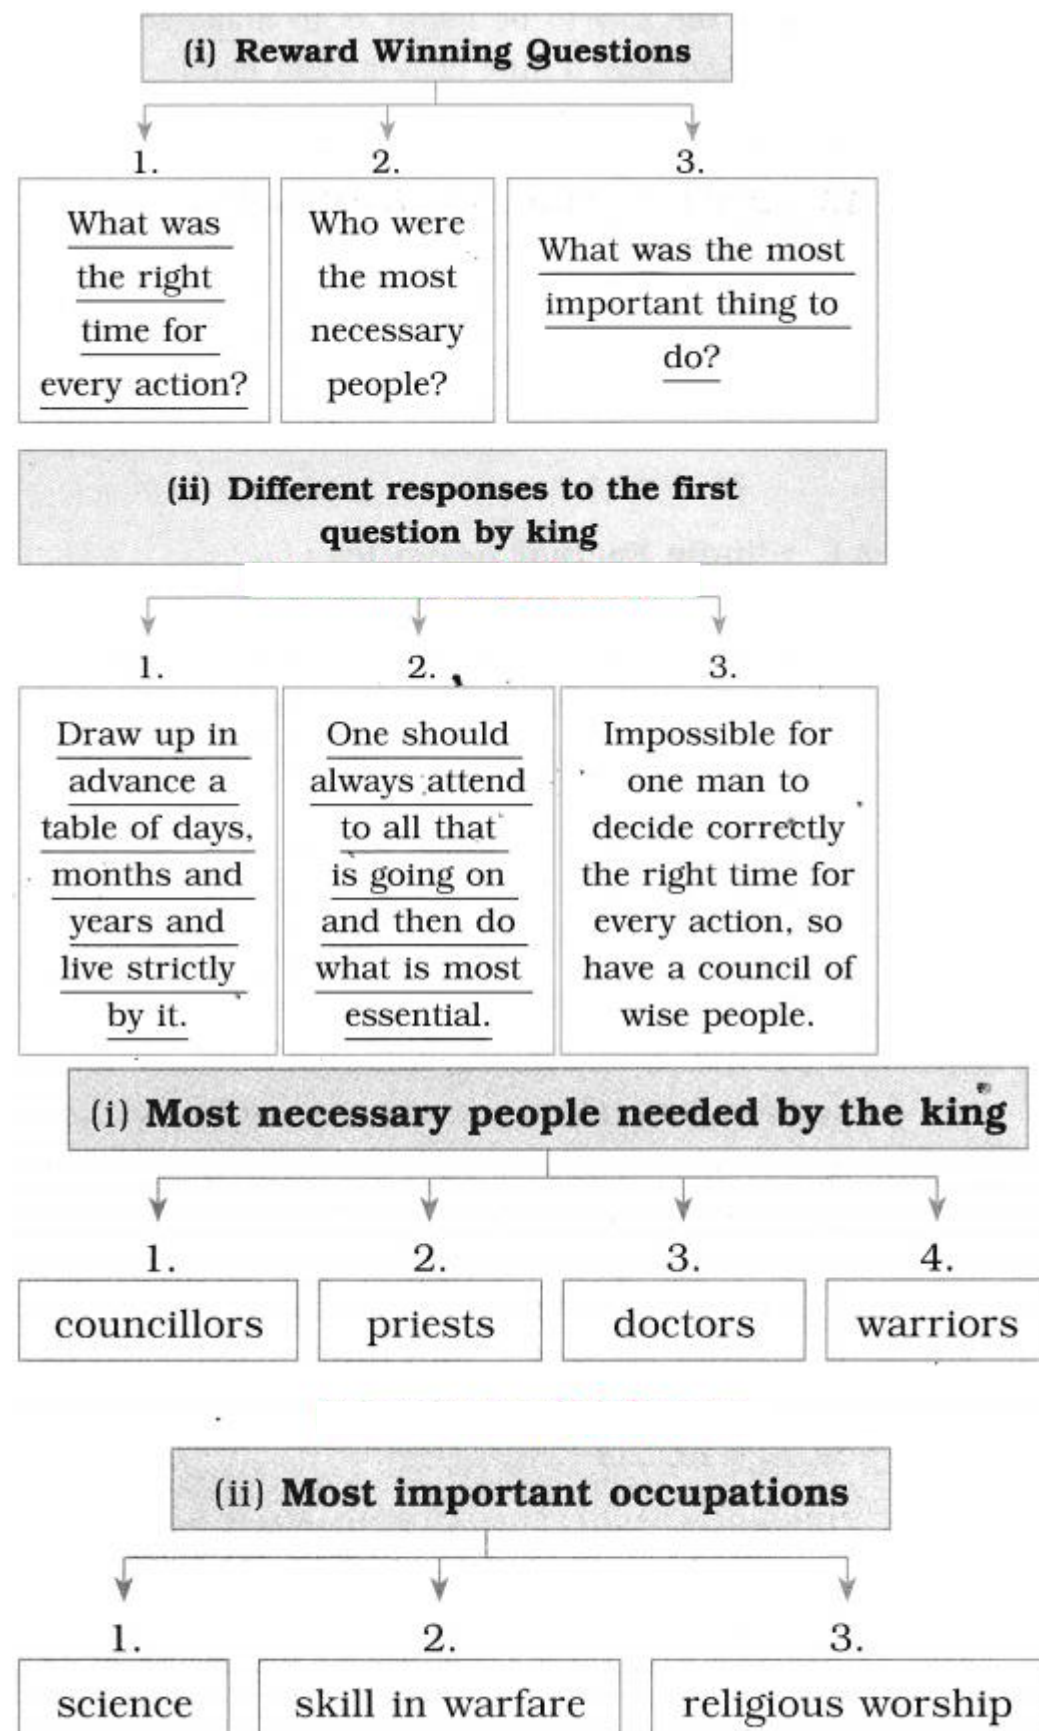 (i) Reward Winning Questions
1.
What was
the right
time for
every action?
2.
Who were
the most
necessary
people?
3.
What was the most
important thing to
do?
(ii) Different responses to the first
question by king
1.
Draw up in
advance a
table of days,
months and
years and
live strictly
by it.
2.
One should
always attend
to all that
is going on
and then do
what is most
essential.
3.
Impossible for
one man to
decide correctly
the right time for
every action, so
have a council of
wise people.
(i) Most necessary people needed by the king
1.
councillors
2.
priests
3.
doctors
4.
warriors
(ii) Most important occupations
1.
science
2.
skill in warfare
3.
religious worship